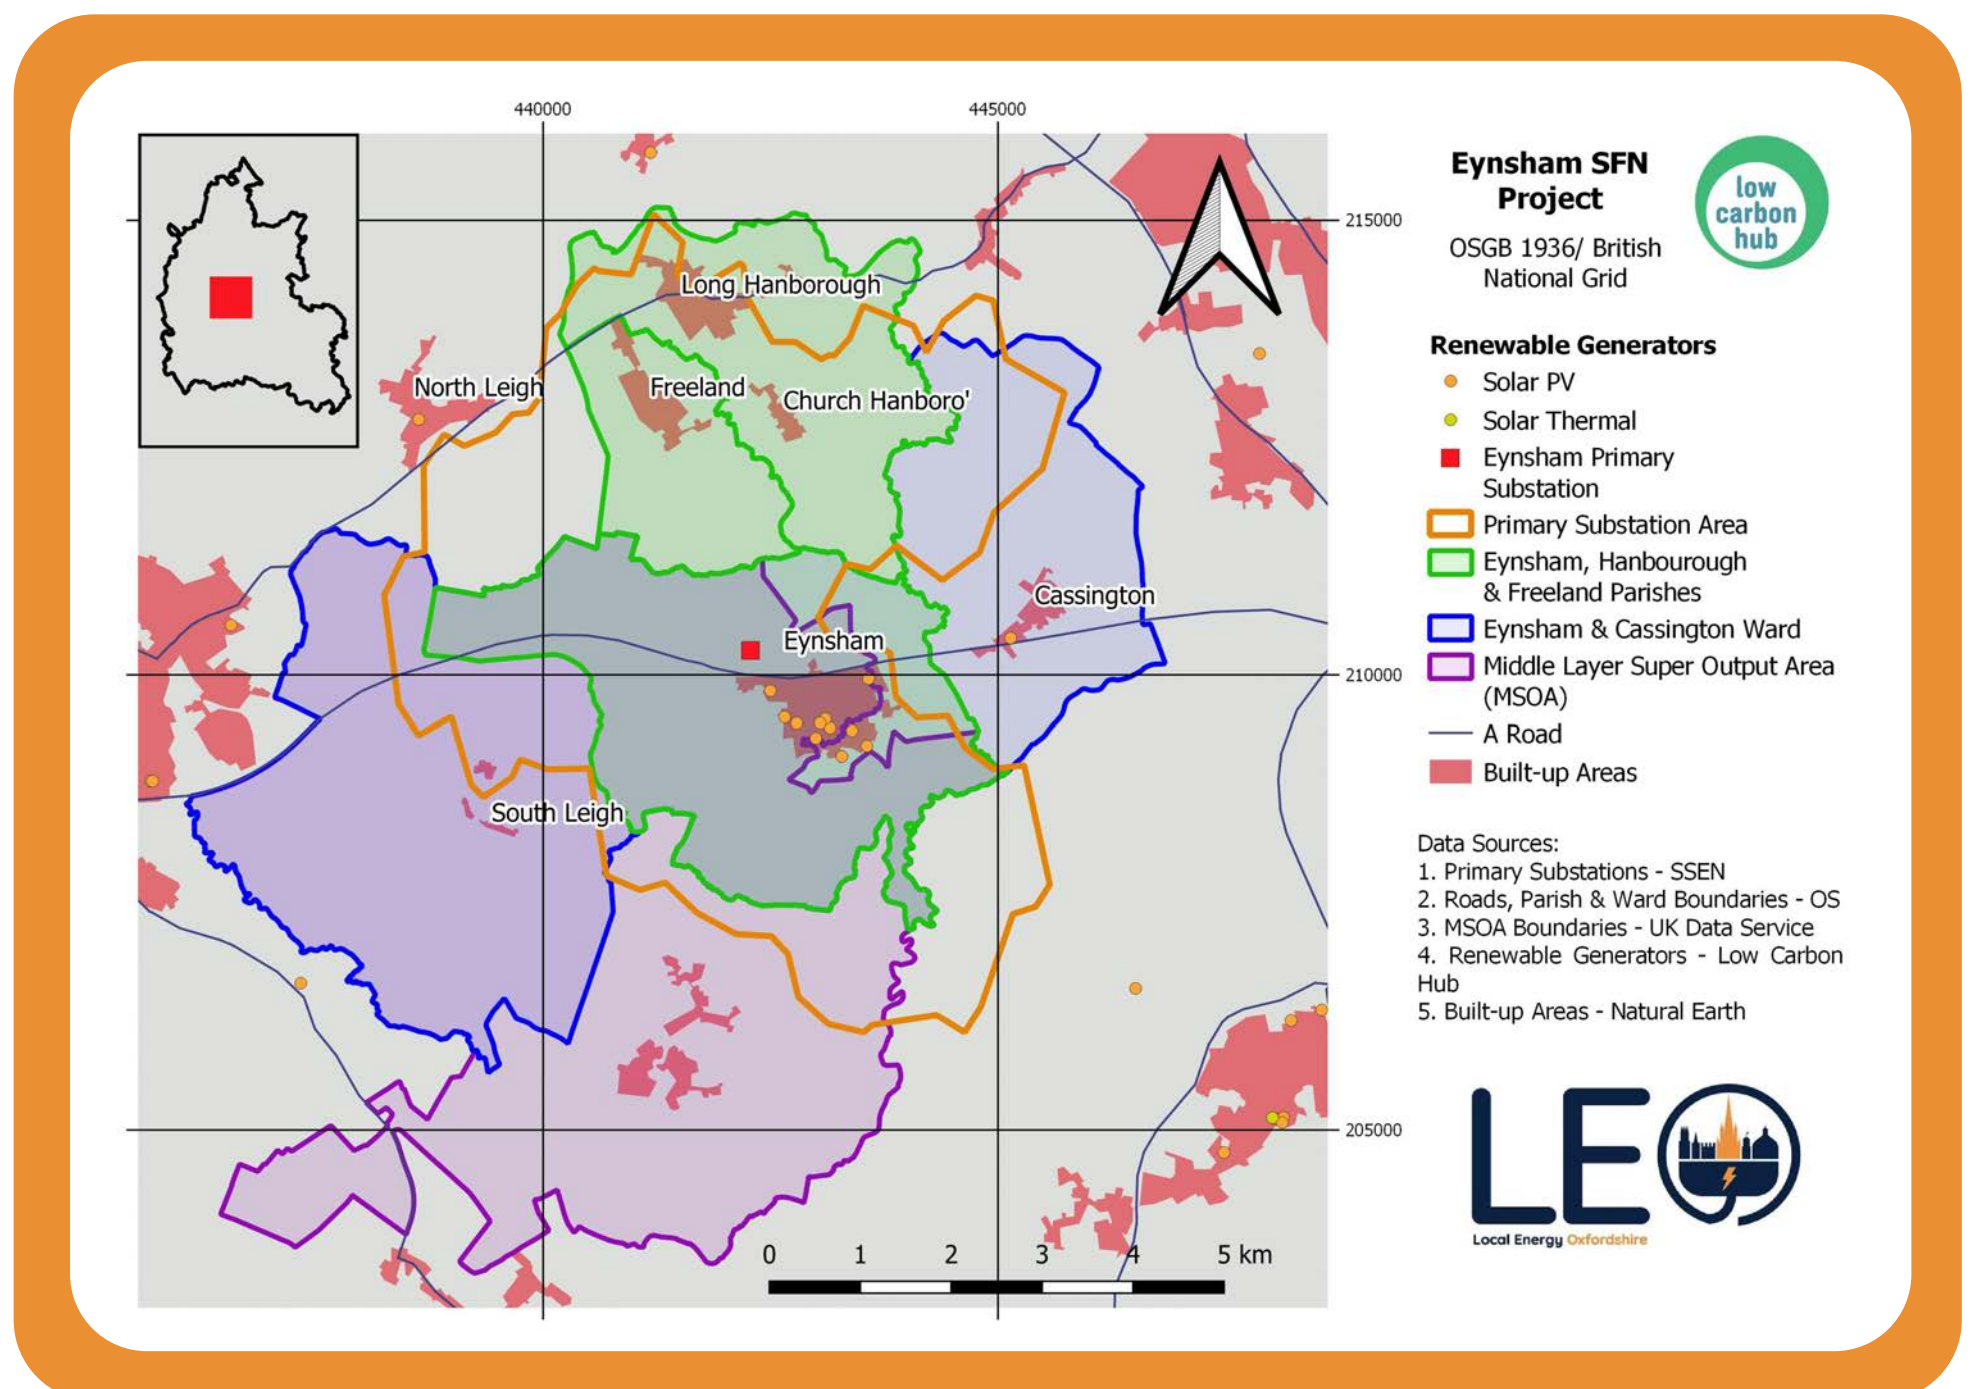 440000
445000
215000
210000
205000
Long Hanborough
North Leigh
Freeland
Church Hanboro'
Cassington
Eynsham
South Leigh
0 1 2 3 4 5 km
Eynsham SFN
Project
OSGB 1936/ British
National Grid
low
carbon
hub
Renewable Generators
Solar PV
Solar Thermal
Eynsham Primary
Substation
Primary Substation Area
Eynsham, Hanbourough
& Freeland Parishes
Eynsham & Cassington Ward
Middle Layer Super Output Area
(MSOA)
A Road
Built-up Areas
Data Sources:
1. Primary Substations - SSEN
2. Roads, Parish & Ward Boundaries - OS
3. MSOA Boundaries - UK Data Service
4. Renewable Generators - Low Carbon
Hub
5. Built-up Areas - Natural Earth
LEO
Local Energy Oxfordshire